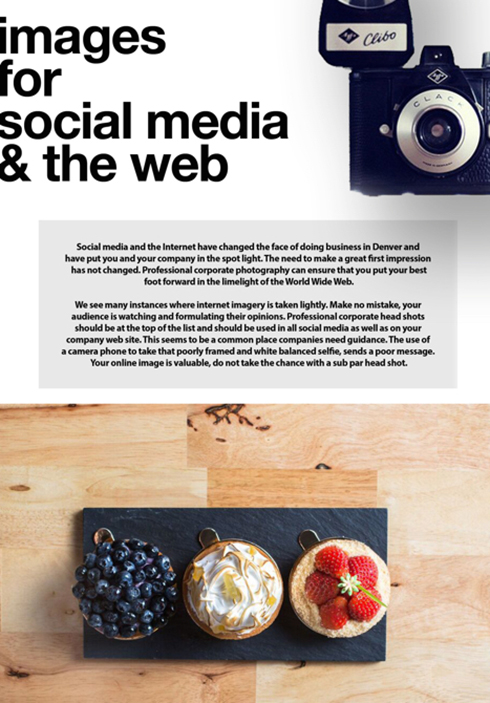 images
for
social media
& the web
Agfa
Clibo
Agfa
CLACK
Social media and the Internet have changed the face of doing business in Denver and
have put you and your company in the spot light. The need to make a great first impression
has not changed. Professional corporate photography can ensure that you put your best
foot forward in the limelight of the World Wide Web.
We see many instances where internet imagery is taken lightly. Make no mistake, your
audience is watching and formulating their opinions. Professional corporate head shots
should be at the top of the list and should be used in all social media as well as on your
company web site. This seems to be a common place companies need guidance. The use of
a camera phone to take that poorly framed and white balanced selfie, sends a poor message.
Your online image is valuable, do not take the chance with a sub par head shot.